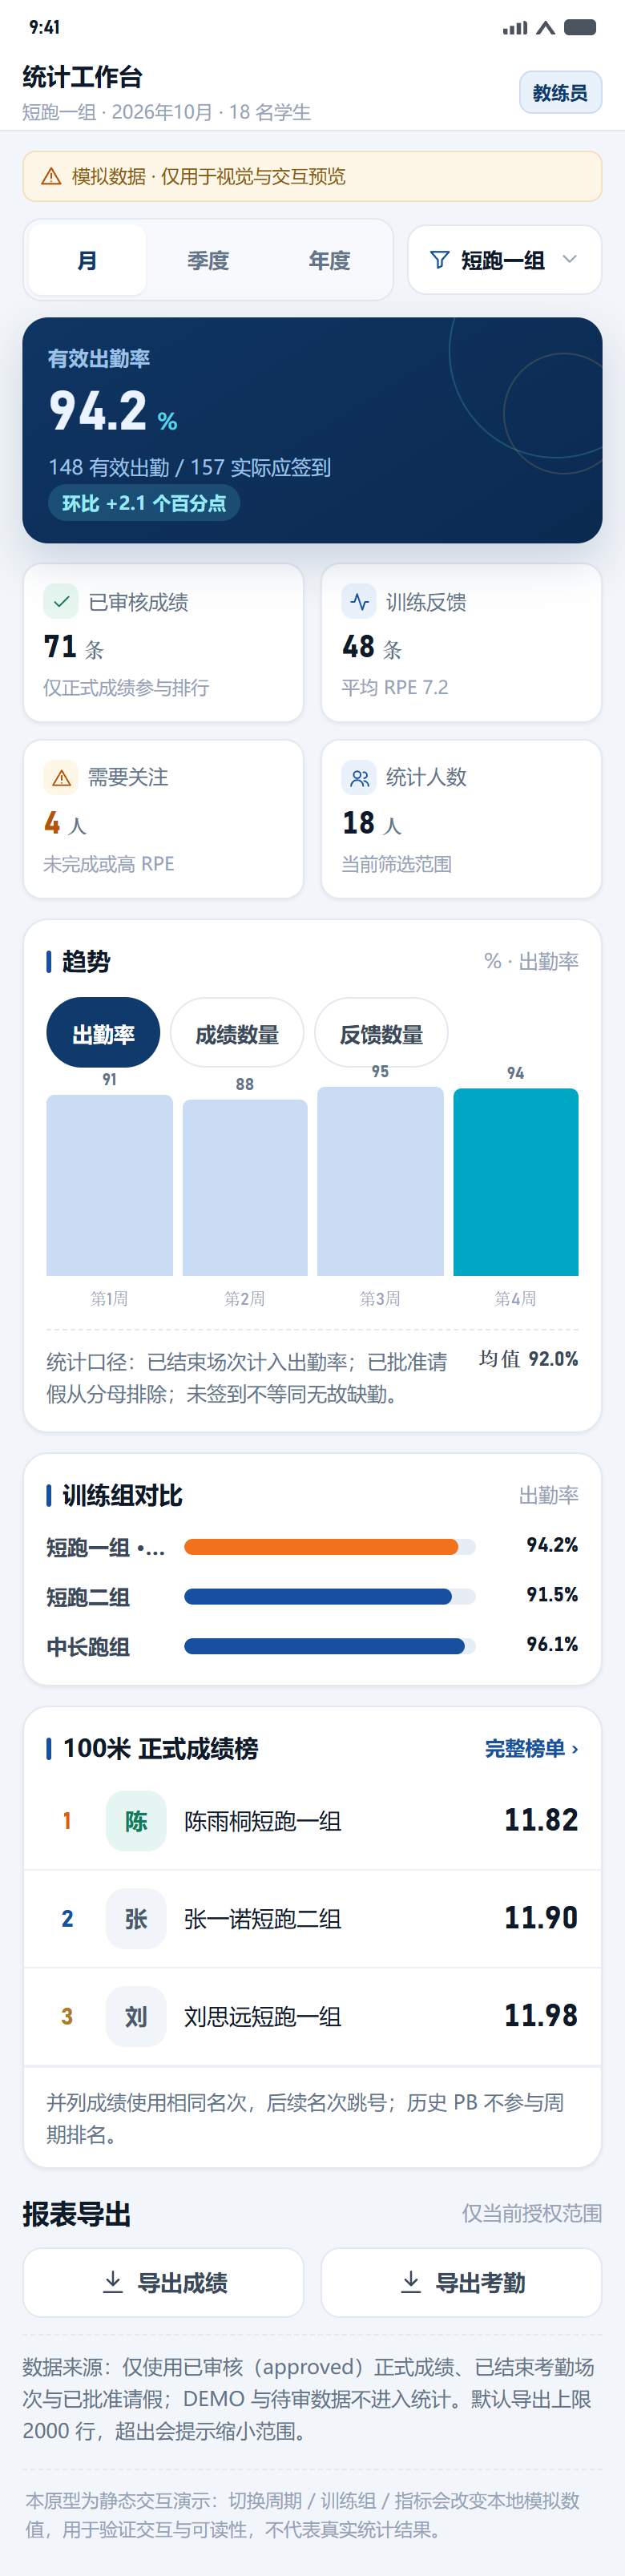 9:41
统计工作台
短跑一组 · 2026年10月 · 18 名学生
教练员
模拟数据 · 仅用于视觉与交互预览
月 季度 年度 短跑一组
有效出勤率
94.2 %
148 有效出勤 / 157 实际应签到
环比 +2.1 个百分点
已审核成绩
71 条
仅正式成绩参与排行
训练反馈
48 条
平均 RPE 7.2
需要关注
4 人
未完成或高 RPE
统计人数
18 人
当前筛选范围
趋势 % · 出勤率
出勤率 成绩数量 反馈数量
91 88 95 94
第1周 第2周 第3周 第4周
统计口径：已结束场次计入出勤率；已批准请
假从分母排除；未签到不等同无故缺勤。
均值 92.0%
训练组对比 出勤率
短跑一组 •... 94.2%
短跑二组 91.5%
中长跑组 96.1%
100米 正式成绩榜 完整榜单 ›
1 陈 陈雨桐短跑一组 11.82
2 张 张一诺短跑二组 11.90
3 刘 刘思远短跑一组 11.98
并列成绩使用相同名次，后续名次跳号；历史 PB 不参与周
期排名。
报表导出 仅当前授权范围
导出成绩 导出考勤
数据来源：仅使用已审核（approved）正式成绩、已结束考勤场
次与已批准请假；DEMO 与待审数据不进入统计。默认导出上限
2000 行，超出会提示缩小范围。
本原型为静态交互演示：切换周期 / 训练组 / 指标会改变本地模拟数
值，用于验证交互与可读性，不代表真实统计结果。